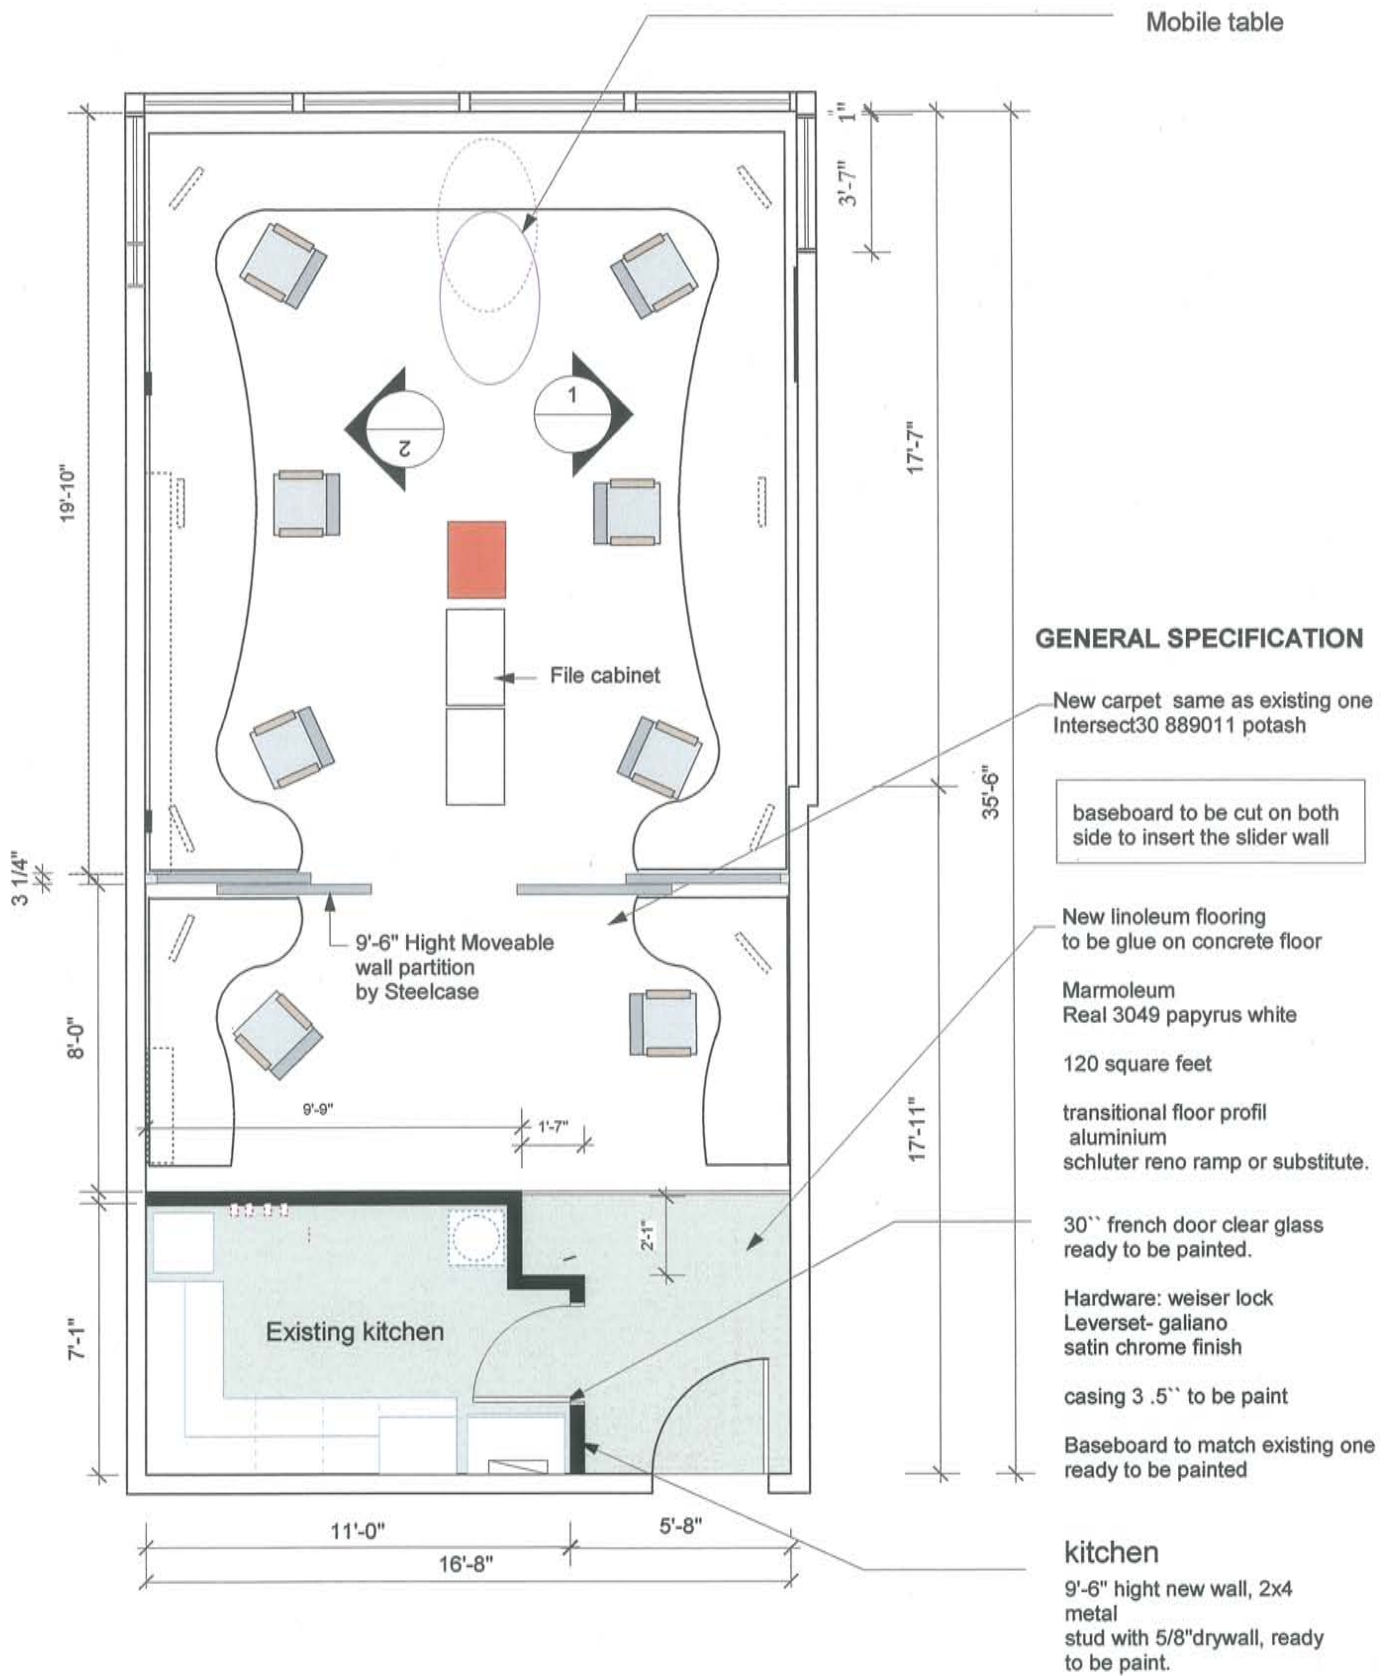 Mobile table
1"
3'-7"
1
2
17'-7"
19'-10"
GENERAL SPECIFICATION
File cabinet
New carpet same as existing one
Intersect30 889011 potash
35'-6"
baseboard to be cut on both
side to insert the slider wall
3 1/4"
9'-6" Hight Moveable
wall partition
by Steelcase
New linoleum flooring
to be glue on concrete floor
Marmoleum
Real 3049 papyrus white
8'-0"
120 square feet
9'-9"
1'-7"
17'-11"
transitional floor profil
aluminium
schluter reno ramp or substitute.
2'-1"
30`` french door clear glass
ready to be painted.
Existing kitchen
7'-1"
Hardware: weiser lock
Leverset- galiano
satin chrome finish
casing 3 .5`` to be paint
Baseboard to match existing one
ready to be painted
11'-0"
5'-8"
16'-8"
kitchen
9'-6" hight new wall, 2x4
metal
stud with 5/8"drywall, ready
to be paint.